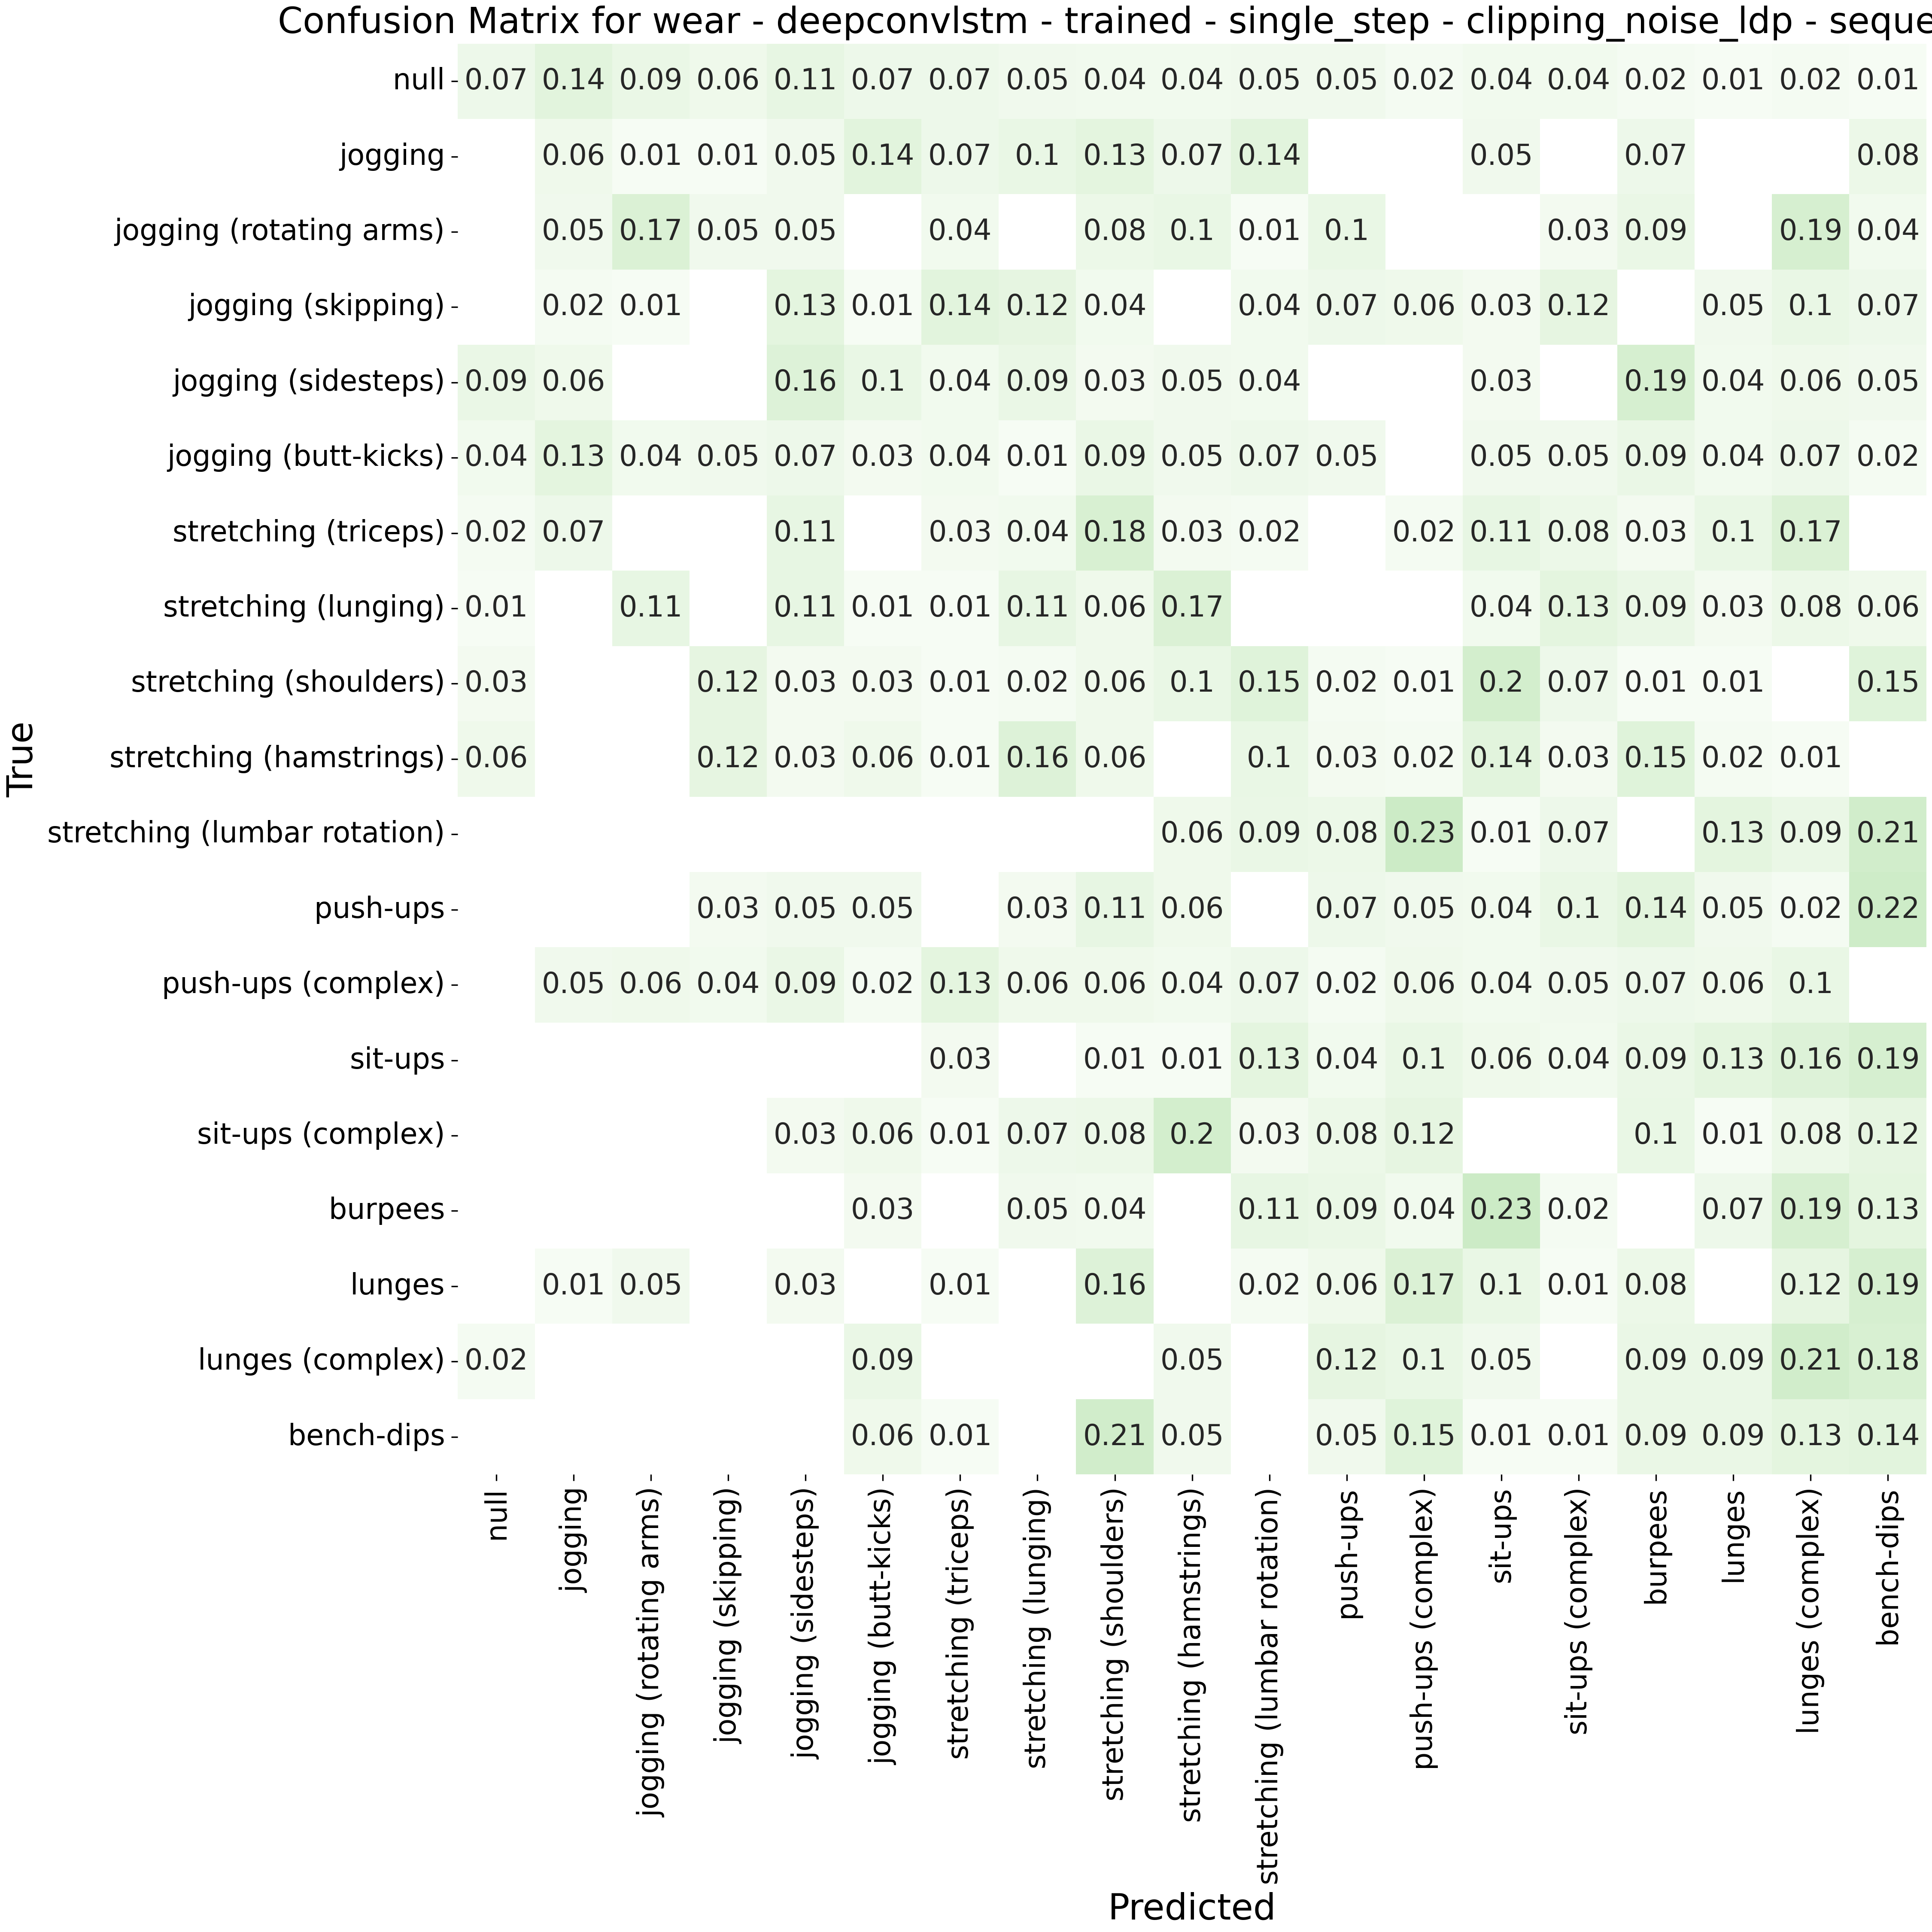 Confusion Matrix for wear - deepconvlstm - trained - single_step - clipping_noise_ldp - seque
null 0.07 0.14 0.09 0.06 0.11 0.07 0.07 0.05 0.04 0.04 0.05 0.05 0.02 0.04 0.04 0.02 0.01 0.02 0.01
jogging 0.06 0.01 0.01 0.05 0.14 0.07 0.1 0.13 0.07 0.14 0.05 0.07 0.08
jogging (rotating arms) 0.05 0.17 0.05 0.05 0.04 0.08 0.1 0.01 0.1 0.03 0.09 0.19 0.04
jogging (skipping) 0.02 0.01 0.13 0.01 0.14 0.12 0.04 0.04 0.07 0.06 0.03 0.12 0.05 0.1 0.07
jogging (sidesteps) 0.09 0.06 0.16 0.1 0.04 0.09 0.03 0.05 0.04 0.03 0.19 0.04 0.06 0.05
jogging (butt-kicks) 0.04 0.13 0.04 0.05 0.07 0.03 0.04 0.01 0.09 0.05 0.07 0.05 0.05 0.05 0.09 0.04 0.07 0.02
stretching (triceps) 0.02 0.07 0.11 0.03 0.04 0.18 0.03 0.02 0.02 0.11 0.08 0.03 0.1 0.17
stretching (lunging) 0.01 0.11 0.11 0.01 0.01 0.11 0.06 0.17 0.04 0.13 0.09 0.03 0.08 0.06
stretching (shoulders) 0.03 0.12 0.03 0.03 0.01 0.02 0.06 0.1 0.15 0.02 0.01 0.2 0.07 0.01 0.01 0.15
stretching (hamstrings) 0.06 0.12 0.03 0.06 0.01 0.16 0.06 0.1 0.03 0.02 0.14 0.03 0.15 0.02 0.01
stretching (lumbar rotation) 0.06 0.09 0.08 0.23 0.01 0.07 0.13 0.09 0.21
push-ups 0.03 0.05 0.05 0.03 0.11 0.06 0.07 0.05 0.04 0.1 0.14 0.05 0.02 0.22
push-ups (complex) 0.05 0.06 0.04 0.09 0.02 0.13 0.06 0.06 0.04 0.07 0.02 0.06 0.04 0.05 0.07 0.06 0.1
sit-ups 0.03 0.01 0.01 0.13 0.04 0.1 0.06 0.04 0.09 0.13 0.16 0.19
sit-ups (complex) 0.03 0.06 0.01 0.07 0.08 0.2 0.03 0.08 0.12 0.1 0.01 0.08 0.12
burpees 0.03 0.05 0.04 0.11 0.09 0.04 0.23 0.02 0.07 0.19 0.13
lunges 0.01 0.05 0.03 0.01 0.16 0.02 0.06 0.17 0.1 0.01 0.08 0.12 0.19
lunges (complex) 0.02 0.09 0.05 0.12 0.1 0.05 0.09 0.09 0.21 0.18
bench-dips 0.06 0.01 0.21 0.05 0.05 0.15 0.01 0.01 0.09 0.09 0.13 0.14
True
null
jogging
jogging (rotating arms)
jogging (skipping)
jogging (sidesteps)
jogging (butt-kicks)
stretching (triceps)
stretching (lunging)
stretching (shoulders)
stretching (hamstrings)
stretching (lumbar rotation)
push-ups
push-ups (complex)
sit-ups
sit-ups (complex)
burpees
lunges
lunges (complex)
bench-dips
Predicted